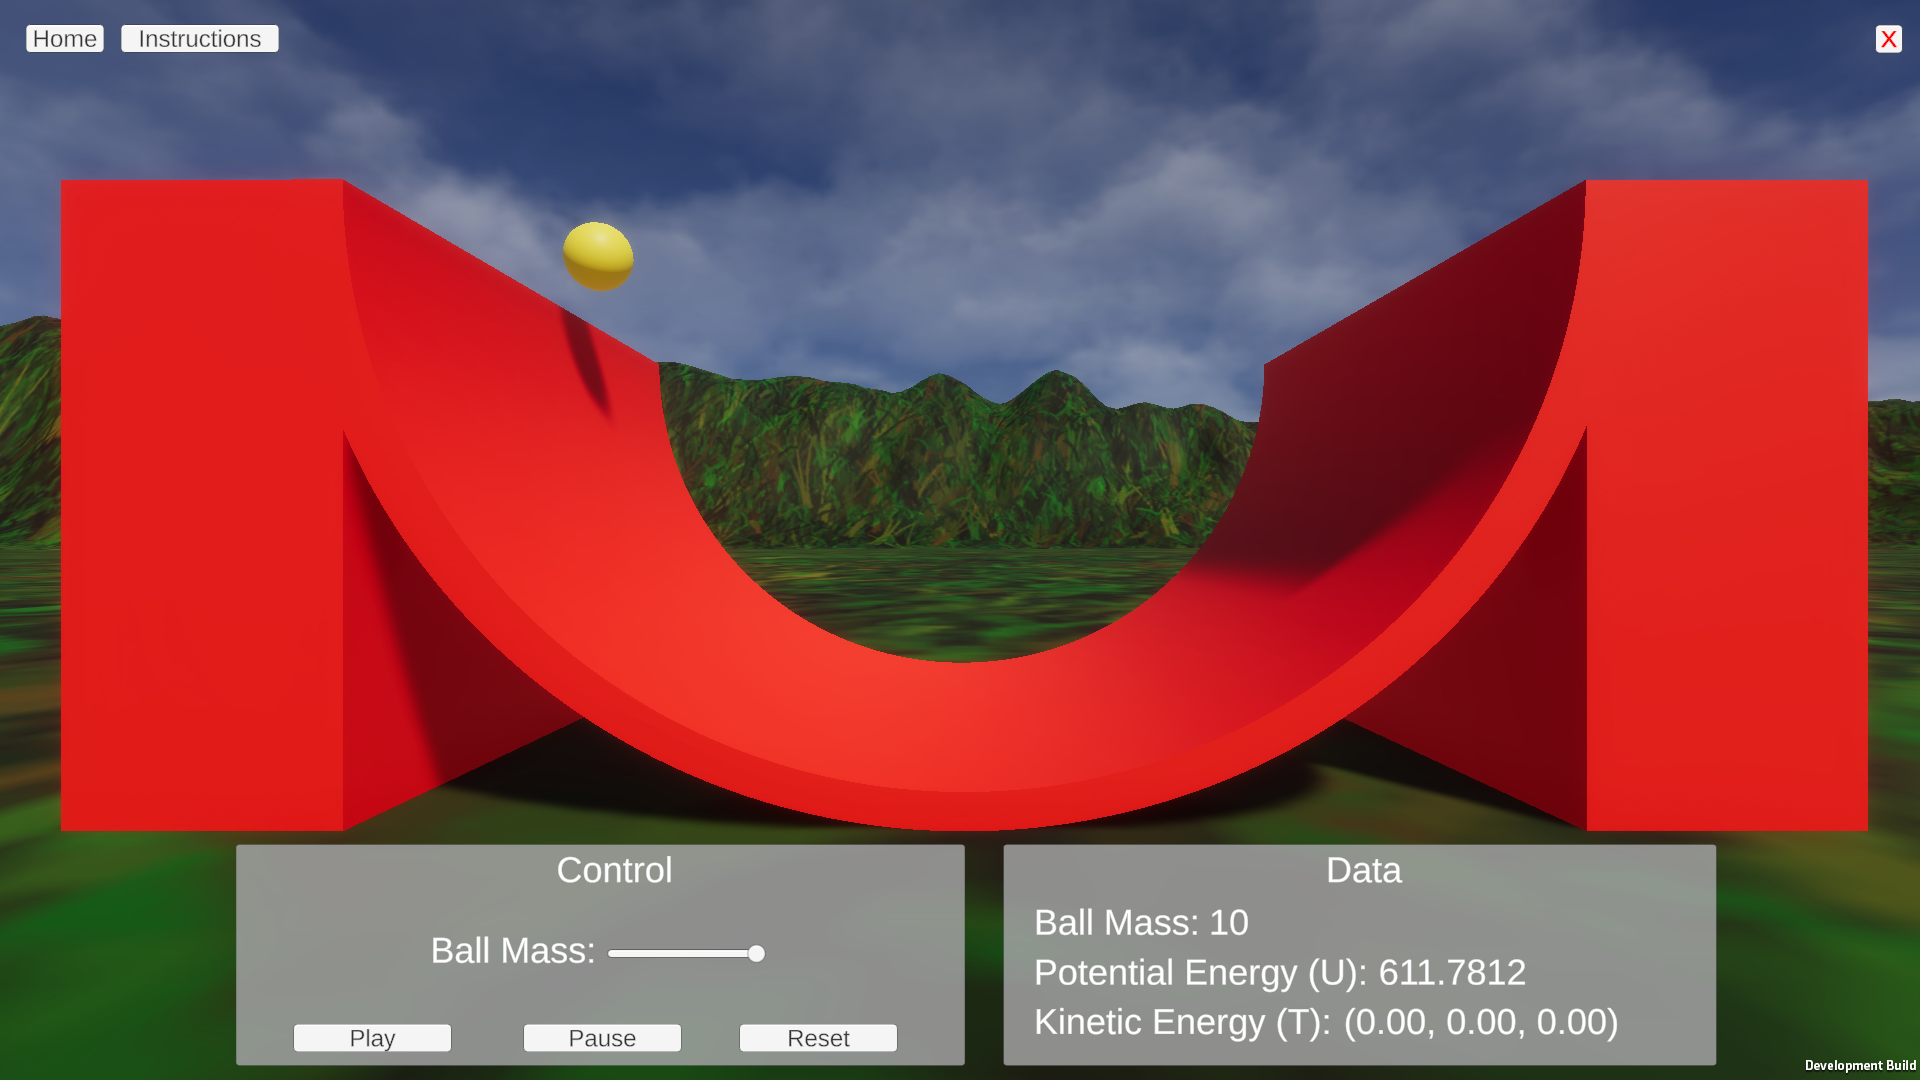 Home
Instructions
X
Control
Ball Mass:
Play
Pause
Reset
Data
Ball Mass: 10
Potential Energy (U): 611.7812
Kinetic Energy (T): (0.00, 0.00, 0.00)
Development Build